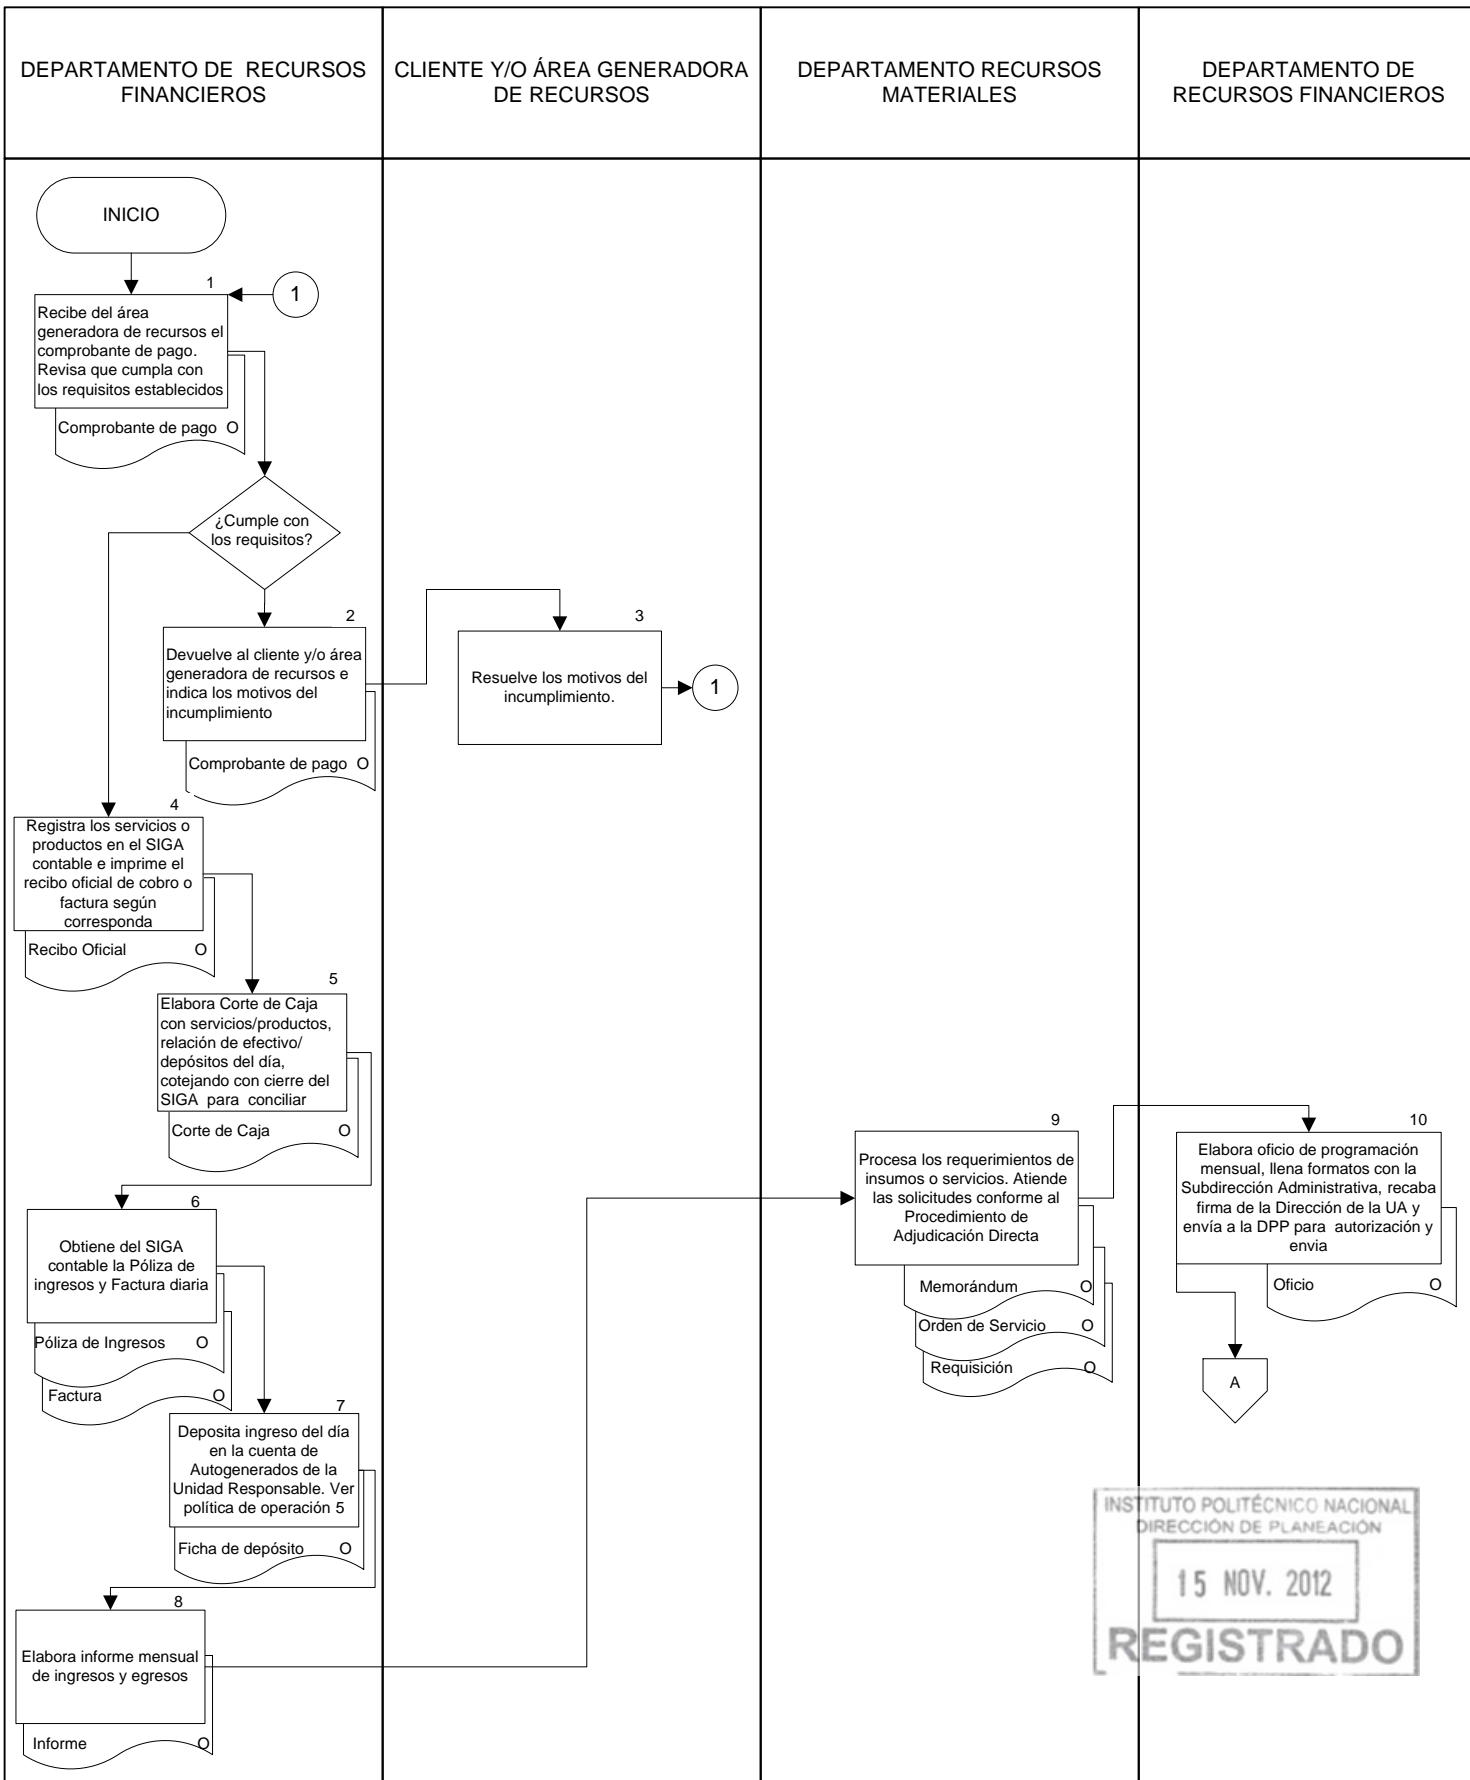 DEPARTAMENTO DE RECURSOS
FINANCIEROS
CLIENTE Y/O ÁREA GENERADORA
DE RECURSOS
DEPARTAMENTO RECURSOS
MATERIALES
DEPARTAMENTO DE
RECURSOS FINANCIEROS
INICIO
1
1
Recibe del área
generadora de recursos el
comprobante de pago.
Revisa que cumpla con
los requisitos establecidos
Comprobante de pago O
¿Cumple con
los requisitos?
2
Devuelve al cliente y/o área
generadora de recursos e
indica los motivos del
incumplimiento
Comprobante de pago O
3
Resuelve los motivos del
incumplimiento.
1
4
Registra los servicios o
productos en el SIGA
contable e imprime el
recibo oficial de cobro o
factura según
corresponda
Recibo Oficial O
5
Elabora Corte de Caja
con servicios/productos,
relación de efectivo/
depósitos del día,
cotejando con cierre del
SIGA para conciliar
Corte de Caja O
6
Obtiene del SIGA
contable la Póliza de
ingresos y Factura diaria
Póliza de Ingresos O
Factura O
7
Deposita ingreso del día
en la cuenta de
Autogenerados de la
Unidad Responsable. Ver
política de operación 5
Ficha de depósito O
8
Elabora informe mensual
de ingresos y egresos
Informe O
9
Procesa los requerimientos de
insumos o servicios. Atiende
las solicitudes conforme al
Procedimiento de
Adjudicación Directa
Memorándum O
Orden de Servicio O
Requisición O
10
Elabora oficio de programación
mensual, llena formatos con la
Subdirección Administrativa, recaba
firma de la Dirección de la UA y
envía a la DPP para autorización y
envia
Oficio O
A
INSTITUTO POLITÉCNICO NACIONAL
DIRECCIÓN DE PLANEACIÓN
15 NOV. 2012
REGISTRADO